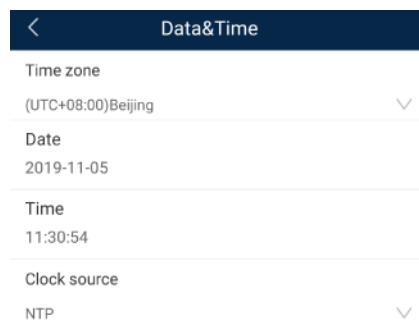 Data&Time
Time zone
(UTC+08:00)Beijing
Date
2019-11-05
Time
11:30:54
Clock source
NTP